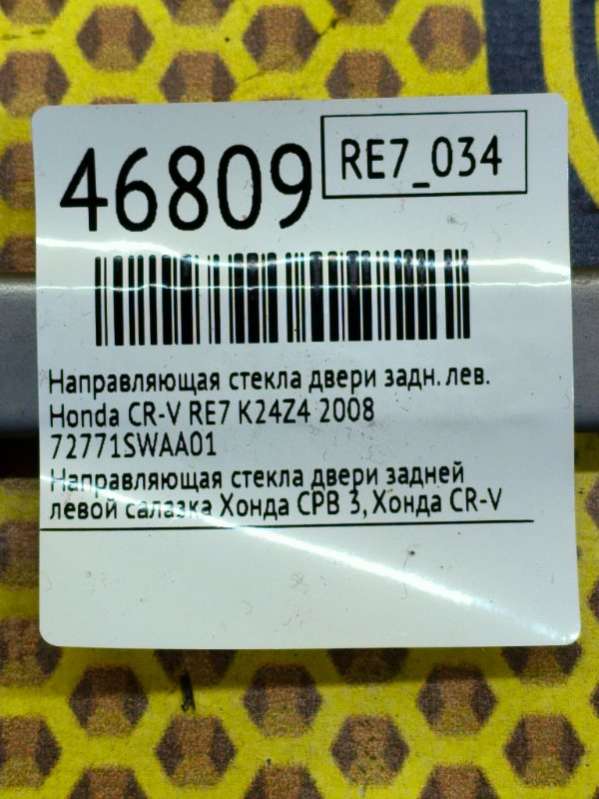 46809
RE7_034
Направляющая стекла двери задн. лев.
Honda CR-V RE7 K24Z4 2008
72771SWAA01
Направляющая стекла двери задней
левой салазка Хонда СРВ 3, Хонда CR-V